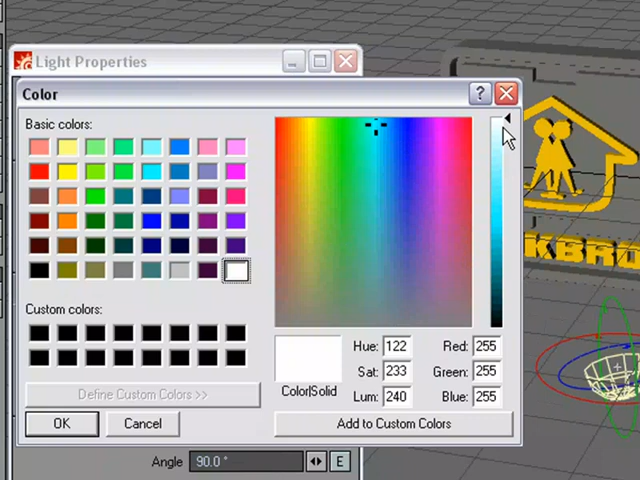 Light Properties
Color
Basic colors:
Custom colors:
Define Custom Colors >>
OK
Cancel
Color|Solid
Hue: 122
Sat: 233
Lum: 240
Red: 255
Green: 255
Blue: 255
Add to Custom Colors
Angle 90.0 ° E
KBRO